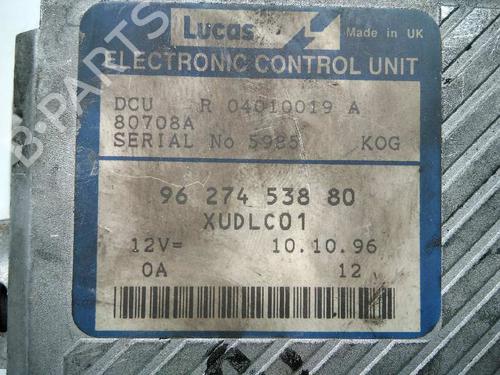 Lucas Made in UK
ELECTRONIC CONTROL UNIT
DCU R 04010019 A
80708A
SERIAL No 5985 KOG
96 274 538 80
XUDLC01
12V= 10.10.96
0A 12
B-PARTS